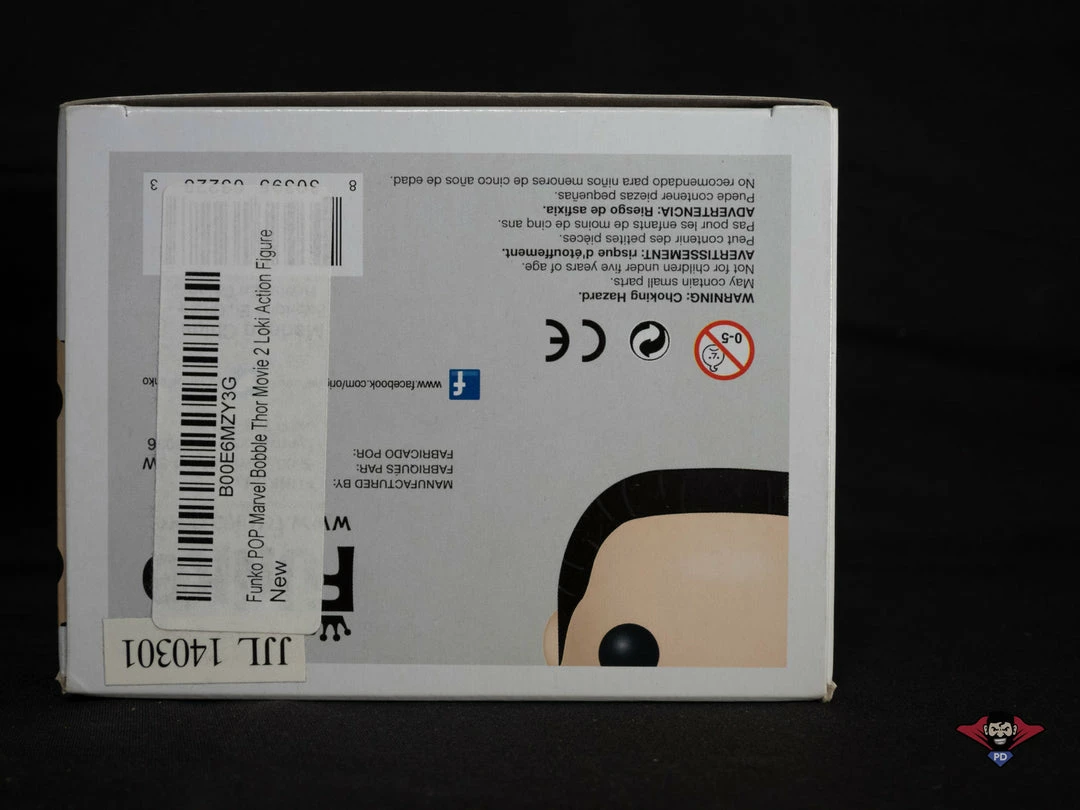 B00E6MZY3G
Funko POP Marvel Bobble Thor Movie 2 Loki Action Figure
New
JJL 140301
WARNING: Choking Hazard.
May contain small parts.
Not for children under five years of age.
AVERTISSEMENT: risque d'étouffement.
Peut contenir des petites pièces.
Pas pour les enfants de moins de cinq ans.
ADVERTENCIA: Riesgo de asfixia.
Puede contener piezas pequeñas.
No recomendado para niños menores de cinco años de edad.
0-5
CE
f
www.facebook.com/
MANUFACTURED BY:
FABRIQUÉS PAR:
FABRICADO POR:
PD